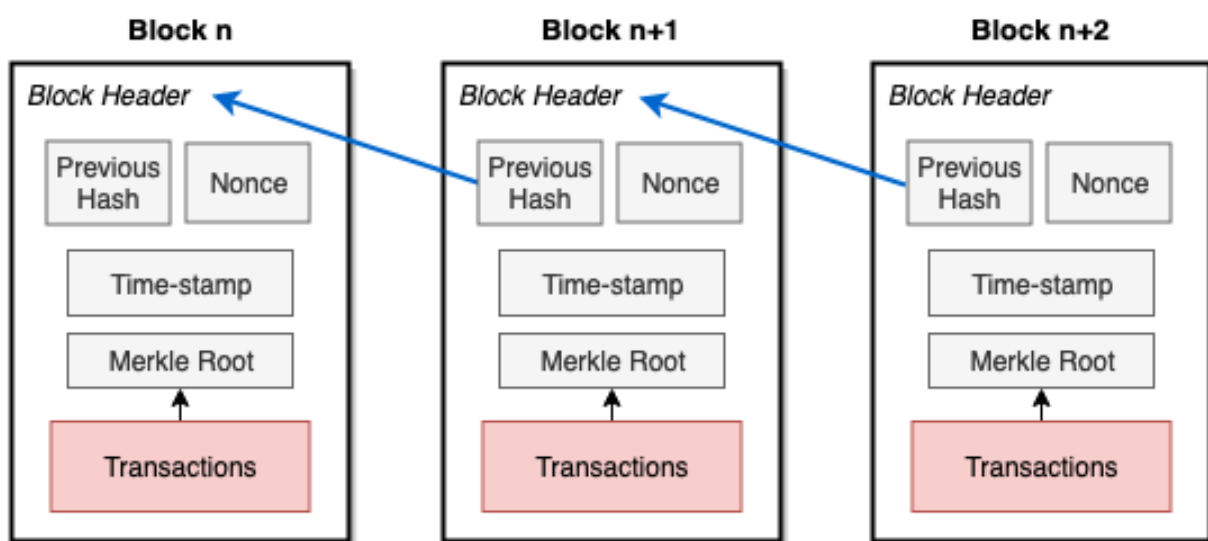 Block n
Block n+1
Block n+2
Block Header
Block Header
Block Header
Previous
Hash
Nonce
Previous
Hash
Nonce
Previous
Hash
Nonce
Time-stamp
Time-stamp
Time-stamp
Merkle Root
Merkle Root
Merkle Root
Transactions
Transactions
Transactions